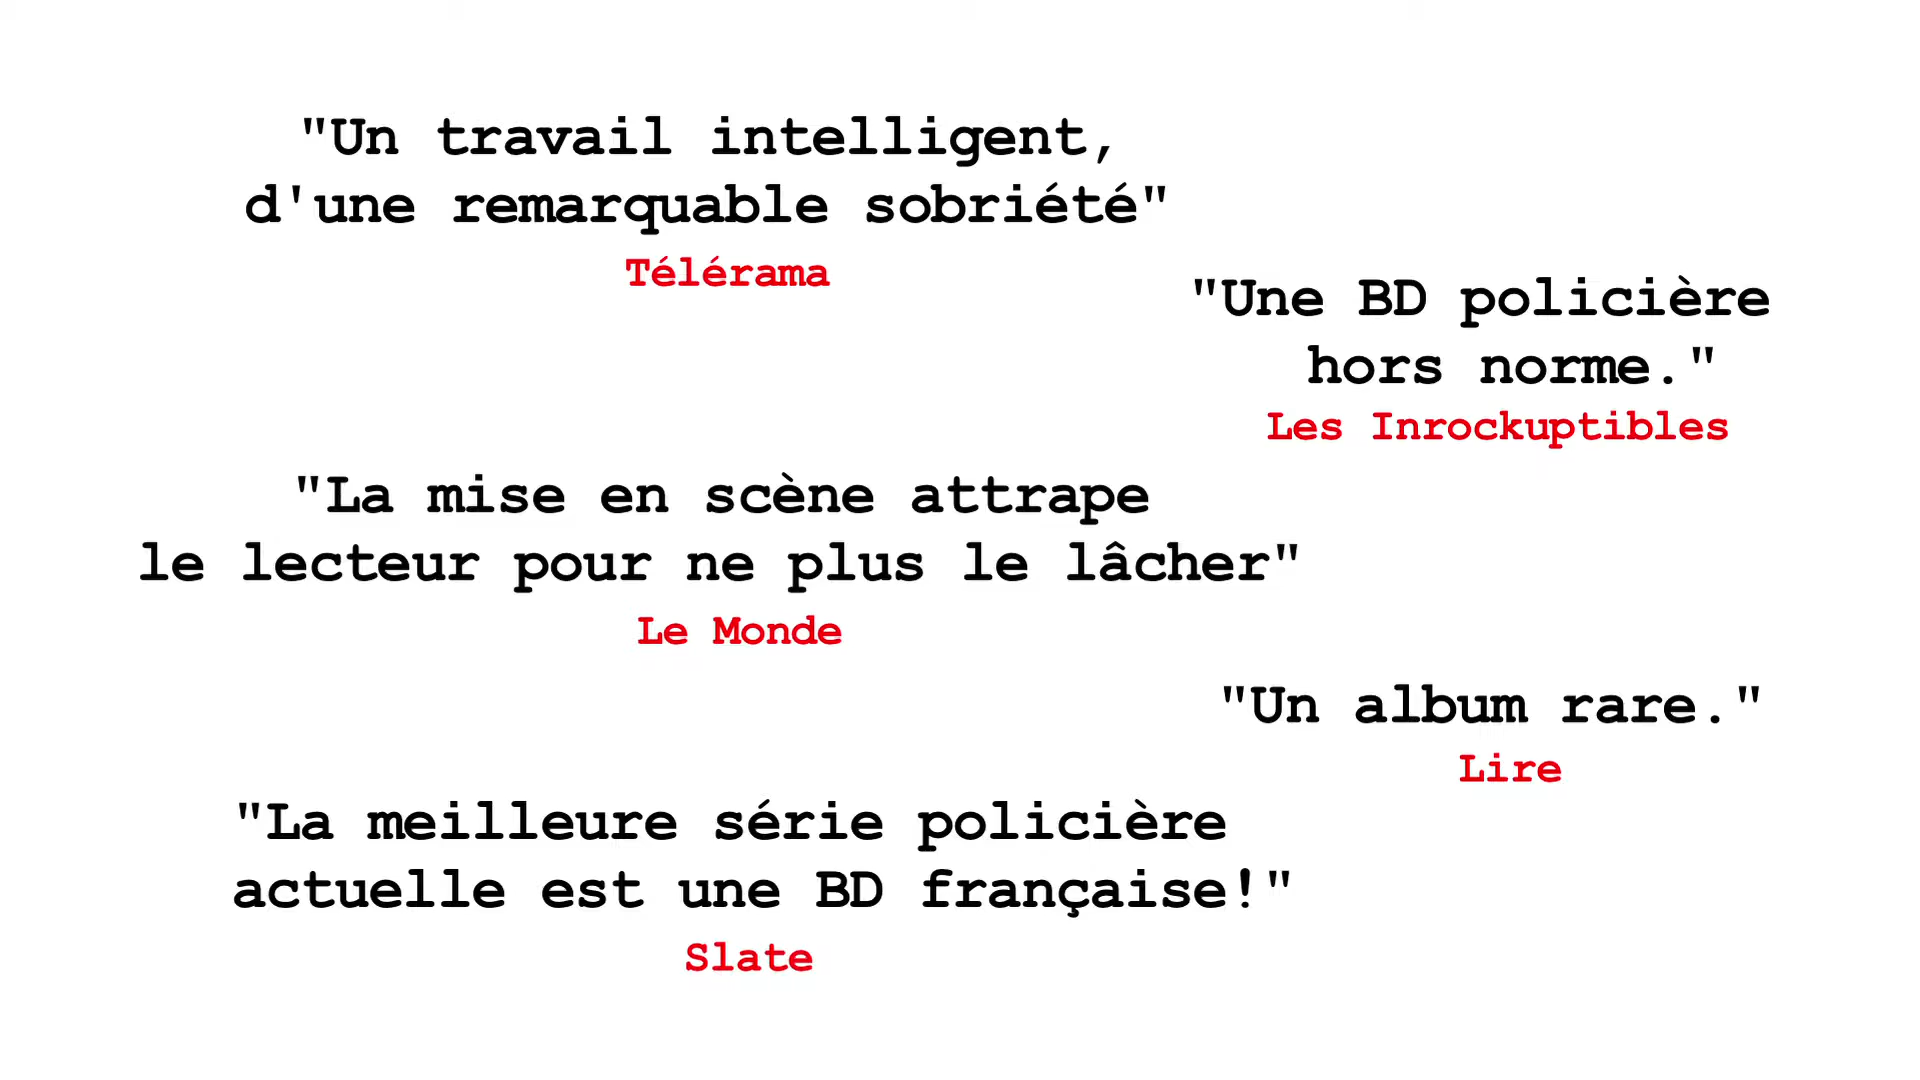 "Un travail intelligent,
d'une remarquable sobriété"
Télérama
"Une BD policière
hors norme."
Les Inrockuptibles
"La mise en scène attrape
le lecteur pour ne plus le lâcher"
Le Monde
"Un album rare."
Lire
"La meilleure série policière
actuelle est une BD française!"
Slate